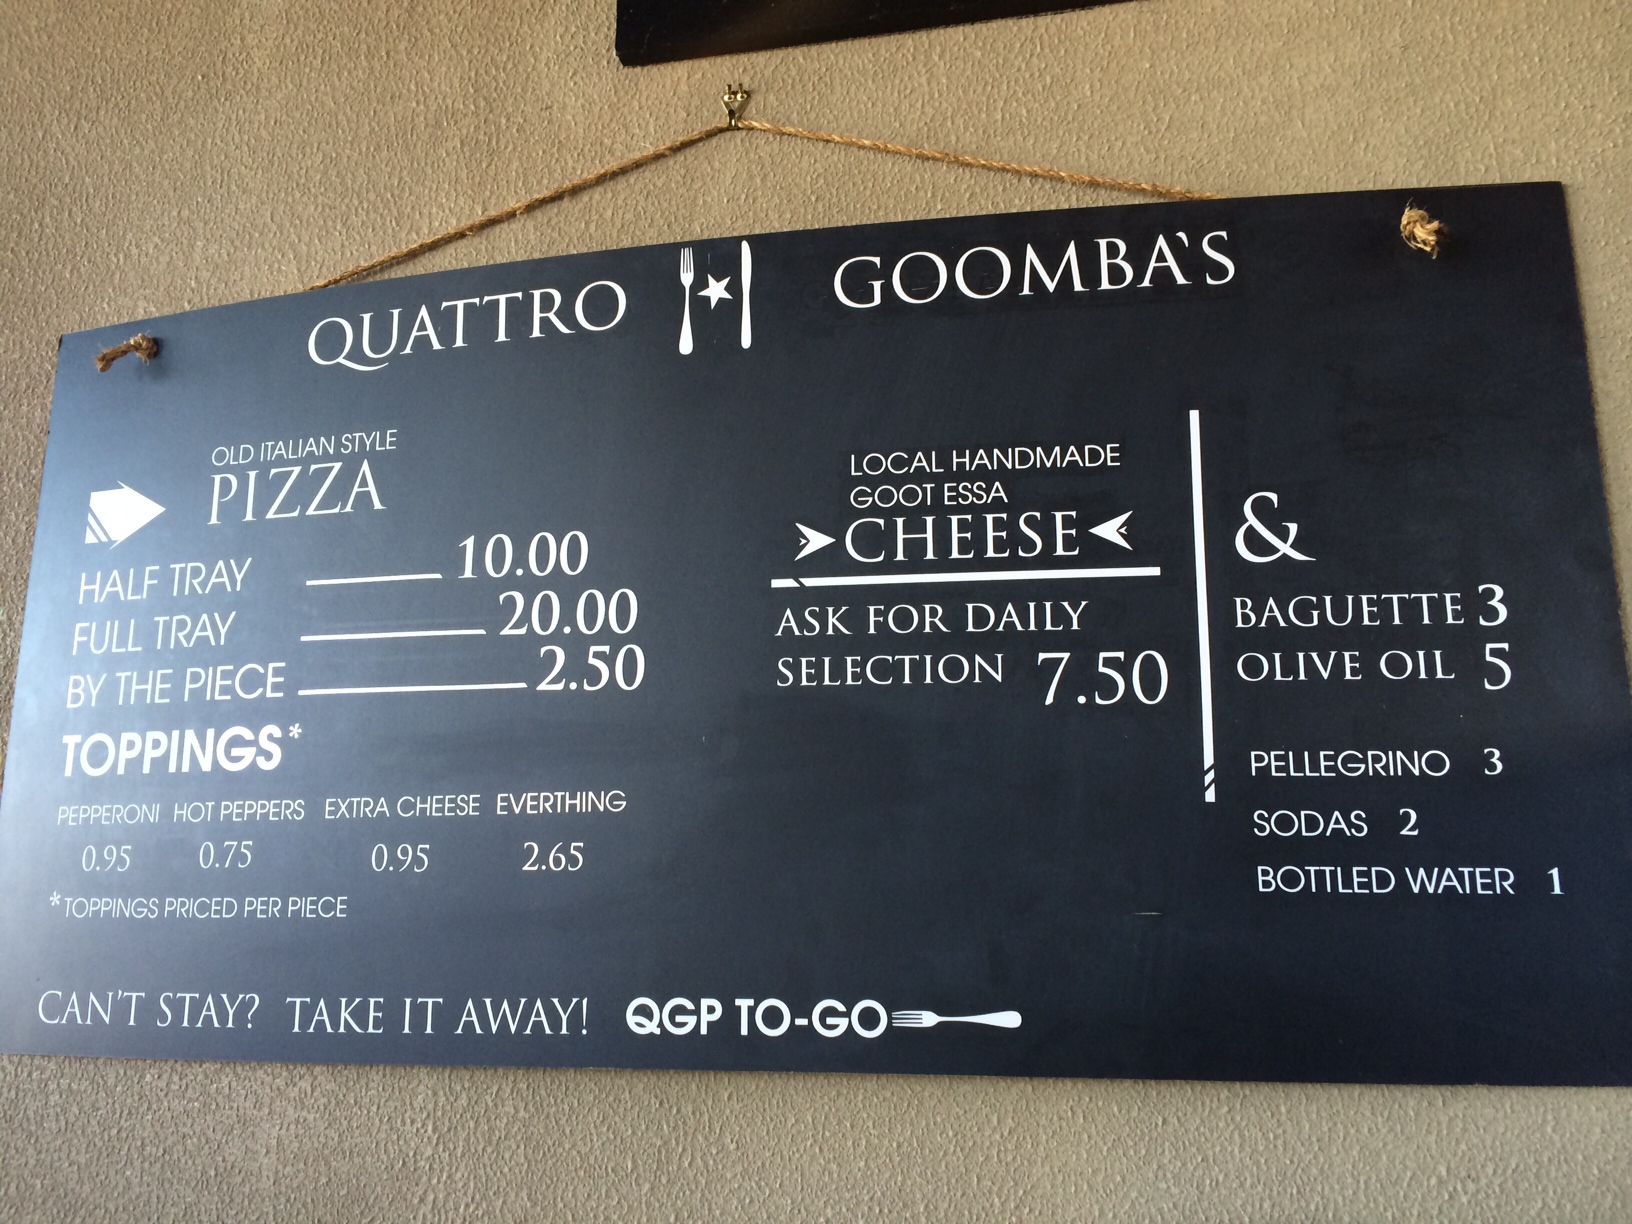 QUATTRO GOOMBA'S
OLD ITALIAN STYLE
PIZZA
HALF TRAY 10.00
FULL TRAY 20.00
BY THE PIECE 2.50
TOPPINGS*
PEPPERONI HOT PEPPERS EXTRA CHEESE EVERTHING
0.95 0.75 0.95 2.65
*TOPPINGS PRICED PER PIECE
LOCAL HANDMADE
GOOT ESSA
CHEESE
ASK FOR DAILY
SELECTION 7.50
&
BAGUETTE 3
OLIVE OIL 5
PELLEGRINO 3
SODAS 2
BOTTLED WATER 1
CAN'T STAY? TAKE IT AWAY! QGP TO-GO